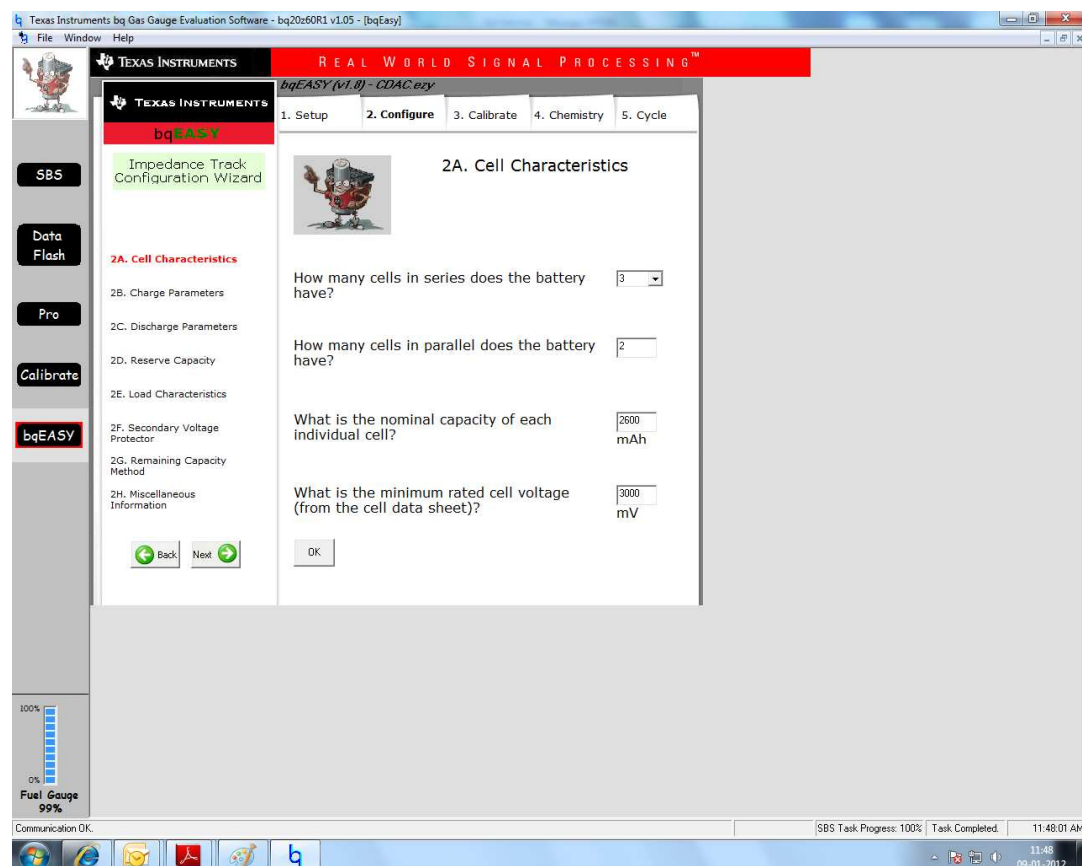 Texas Instruments bq Gas Gauge Evaluation Software - bq20z60R1 v1.05 - [bqEasy]
File Window Help
TEXAS INSTRUMENTS
REAL WORLD SIGNAL PROCESSING™
bqEASY (v1.8) - CDAC.ezy
TEXAS INSTRUMENTS
bqEASY
1. Setup
2. Configure
3. Calibrate
4. Chemistry
5. Cycle
Impedance Track
Configuration Wizard
2A. Cell Characteristics
SBS
Data
Flash
Pro
Calibrate
bqEASY
2A. Cell Characteristics
2B. Charge Parameters
2C. Discharge Parameters
2D. Reserve Capacity
2E. Load Characteristics
2F. Secondary Voltage
Protector
2G. Remaining Capacity
Method
2H. Miscellaneous
Information
Back
Next
How many cells in series does the battery
have?
3
How many cells in parallel does the battery
have?
2
What is the nominal capacity of each
individual cell?
2600
mAh
What is the minimum rated cell voltage
(from the cell data sheet)?
3000
mV
OK
100%
0%
Fuel Gauge
99%
Communication OK.
SBS Task Progress: 100%
Task Completed.
11:48:01 AM
11:48
09-01-2012